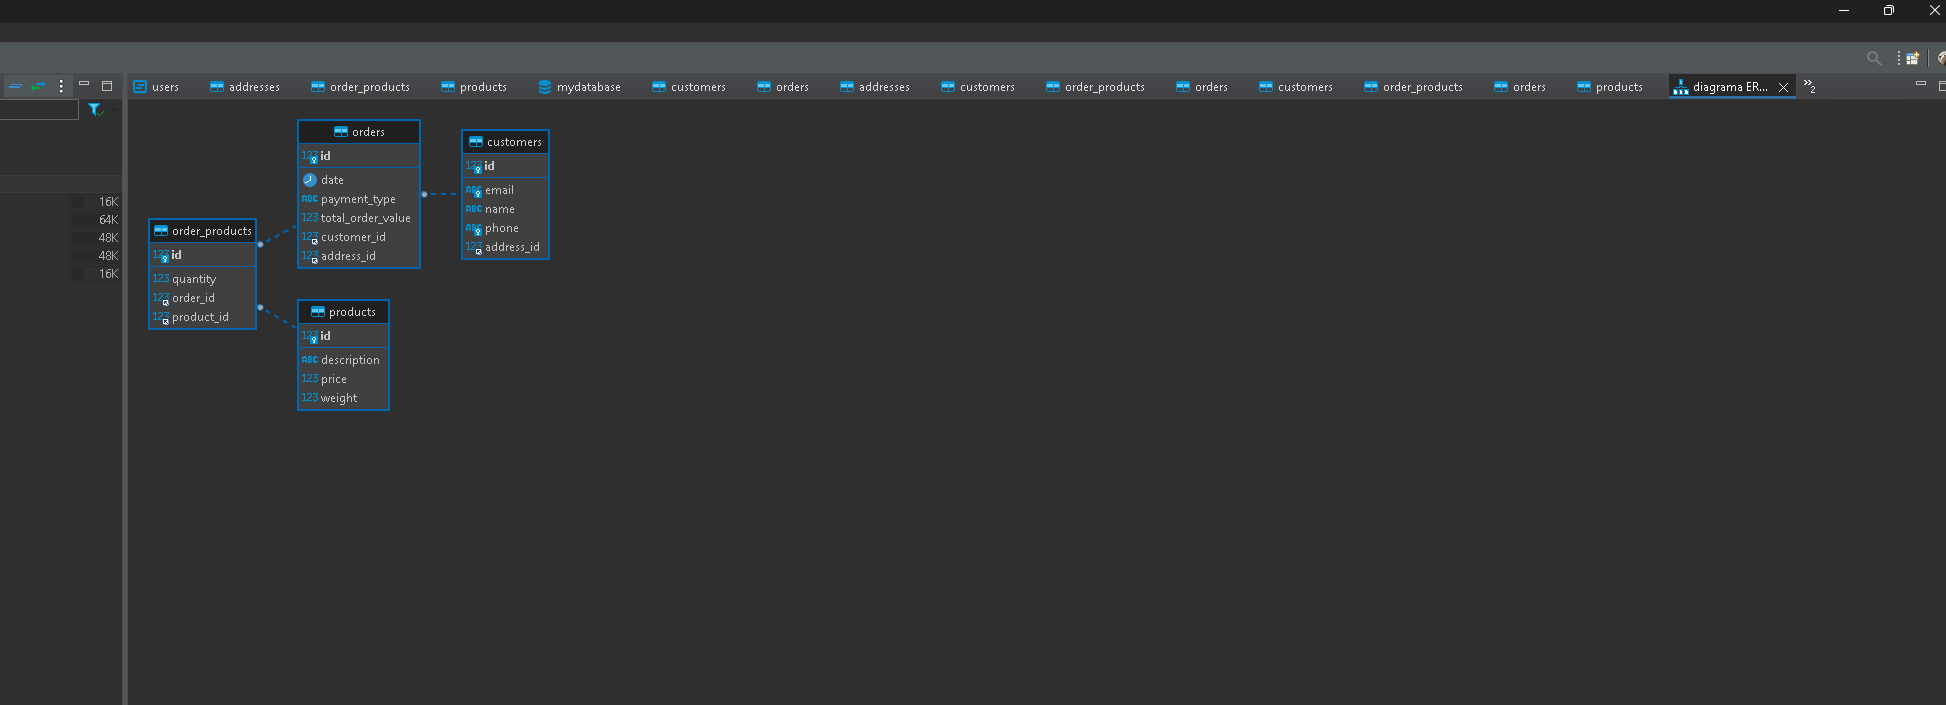 users addresses order_products products mydatabase customers orders addresses customers order_products orders customers order_products orders products diagrama ER... »2
16K
64K
48K
48K
16K
orders
123 id
date
ABC payment_type
123 total_order_value
123 customer_id
123 address_id
customers
123 id
ABC email
ABC name
ABC phone
123 address_id
order_products
123 id
123 quantity
123 order_id
123 product_id
products
123 id
ABC description
123 price
123 weight